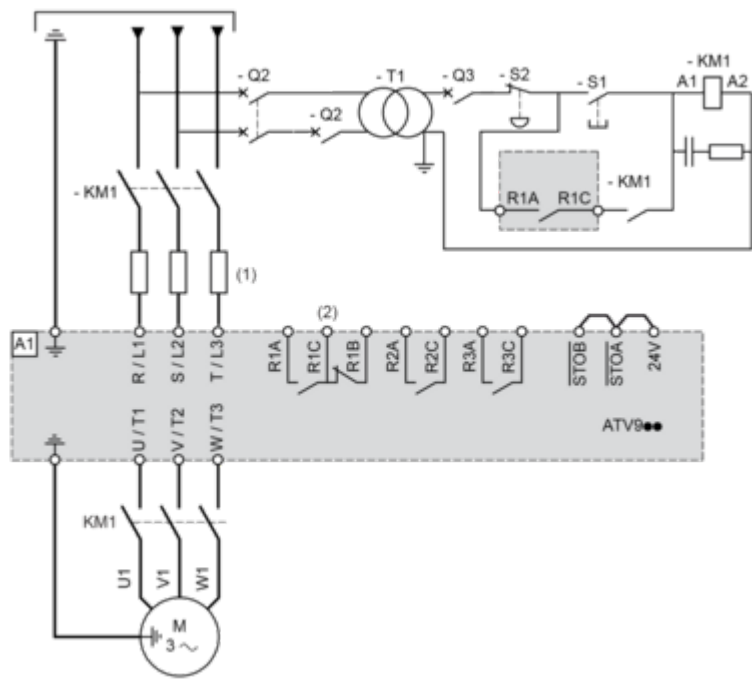 - Q2
- T1
- Q3
- S2
- S1
- KM1
A1
A2
- Q2
- KM1
R1A
R1C
- KM1
(1)
(2)
A1
R / L1
S / L2
T / L3
R1A
R1C
R1B
R2A
R2C
R3A
R3C
STOB
STOA
24V
U / T1
V / T2
W / T3
ATV9●●
KM1
U1
V1
W1
M
3 ~